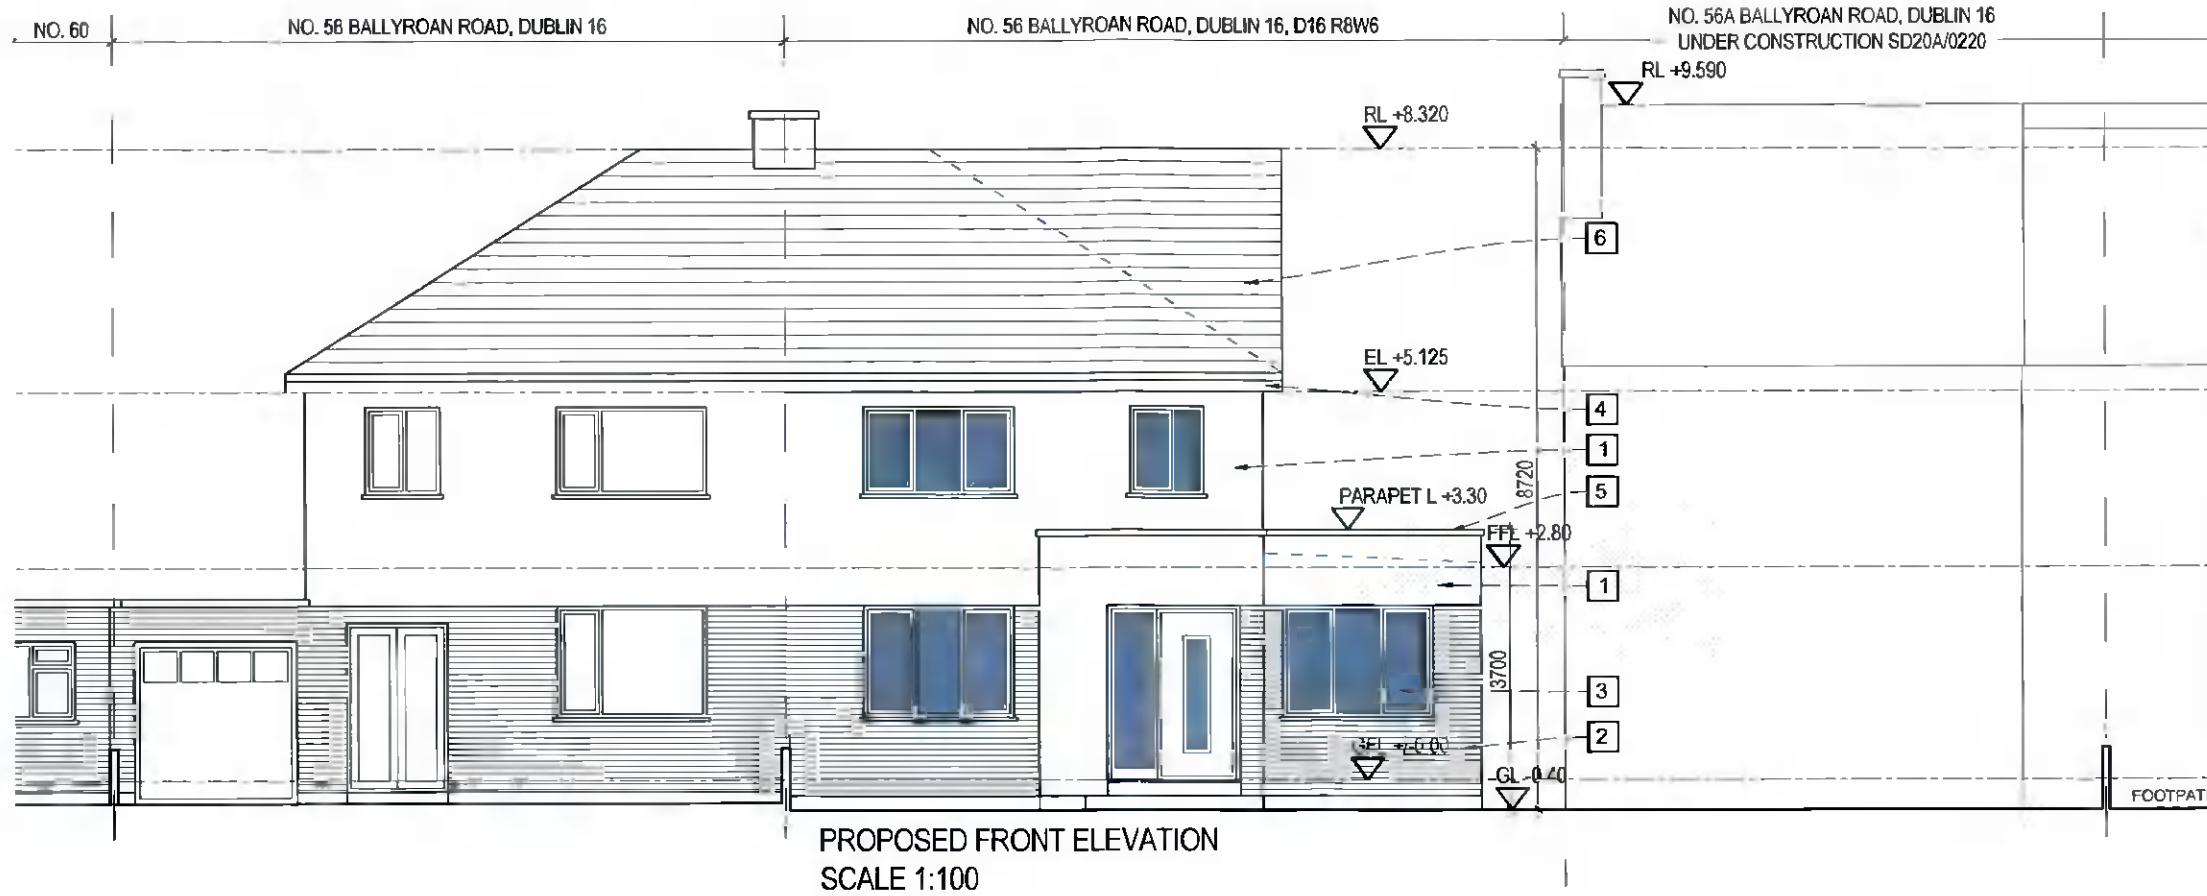 NO. 60
NO. 58 BALLYROAN ROAD, DUBLIN 16
NO. 56 BALLYROAN ROAD, DUBLIN 16, D16 R8W6
NO. 56A BALLYROAN ROAD, DUBLIN 16
UNDER CONSTRUCTION SD20A/0220
RL +9.590
RL +8.320
6
EL +5.125
4
1
8720
5
PARAPET L +3.30
FFL +2.80
1
3700
3
2
GL -0.40
FOOTPAT
PROPOSED FRONT ELEVATION
SCALE 1:100